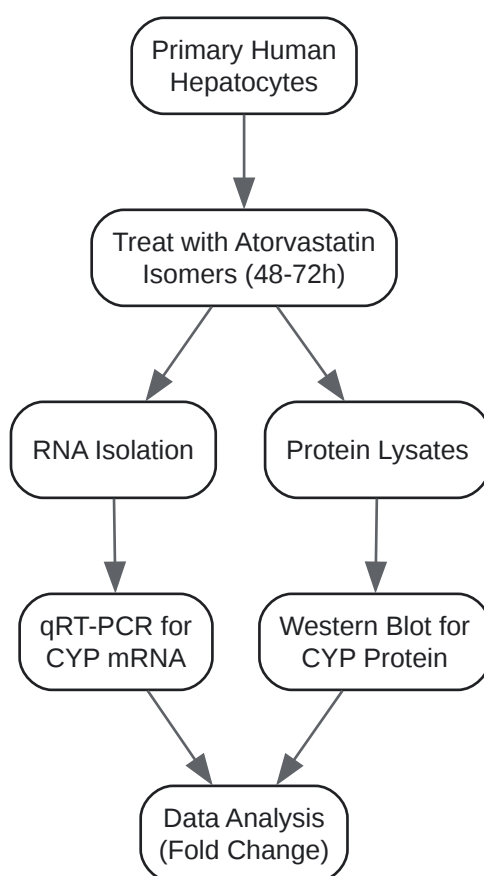 Primary Human
Hepatocytes
Treat with Atorvastatin
Isomers (48-72h)
RNA Isolation
Protein Lysates
qRT-PCR for
CYP mRNA
Western Blot for
CYP Protein
Data Analysis
(Fold Change)